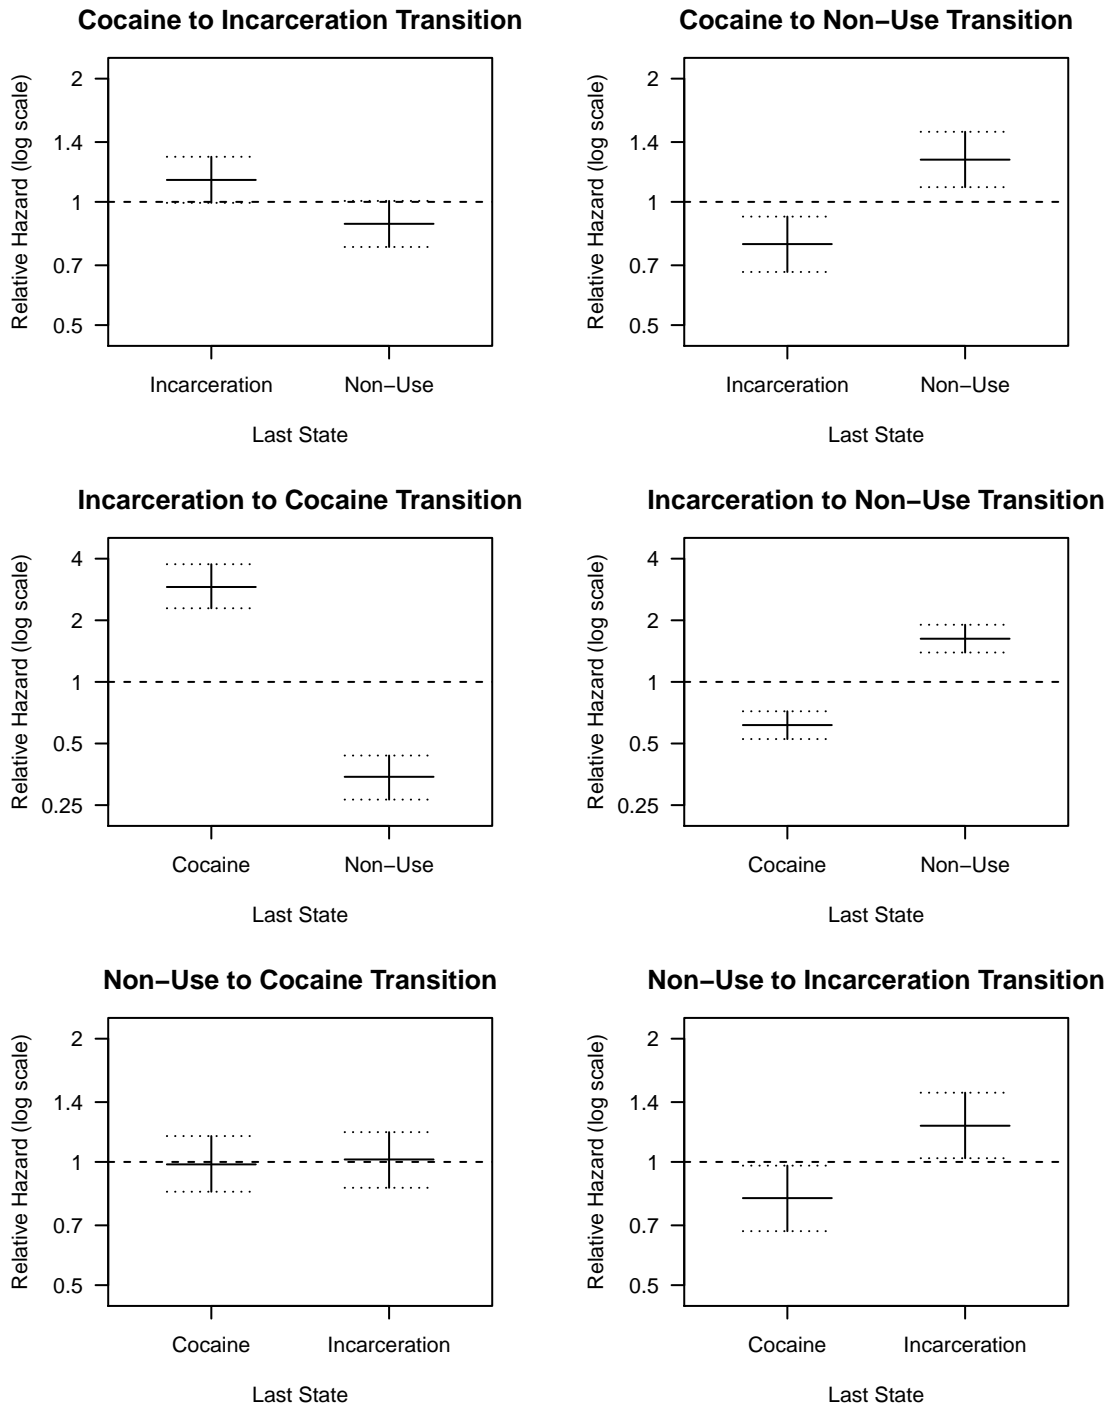 Cocaine to Incarceration Transition
Relative Hazard (log scale)
2
1.4
1
0.7
0.5
Incarceration Non−Use
Last State
Cocaine to Non−Use Transition
Relative Hazard (log scale)
2
1.4
1
0.7
0.5
Incarceration Non−Use
Last State
Incarceration to Cocaine Transition
Relative Hazard (log scale)
4
2
1
0.5
0.25
Cocaine Non−Use
Last State
Incarceration to Non−Use Transition
Relative Hazard (log scale)
4
2
1
0.5
0.25
Cocaine Non−Use
Last State
Non−Use to Cocaine Transition
Relative Hazard (log scale)
2
1.4
1
0.7
0.5
Cocaine Incarceration
Last State
Non−Use to Incarceration Transition
Relative Hazard (log scale)
2
1.4
1
0.7
0.5
Cocaine Incarceration
Last State